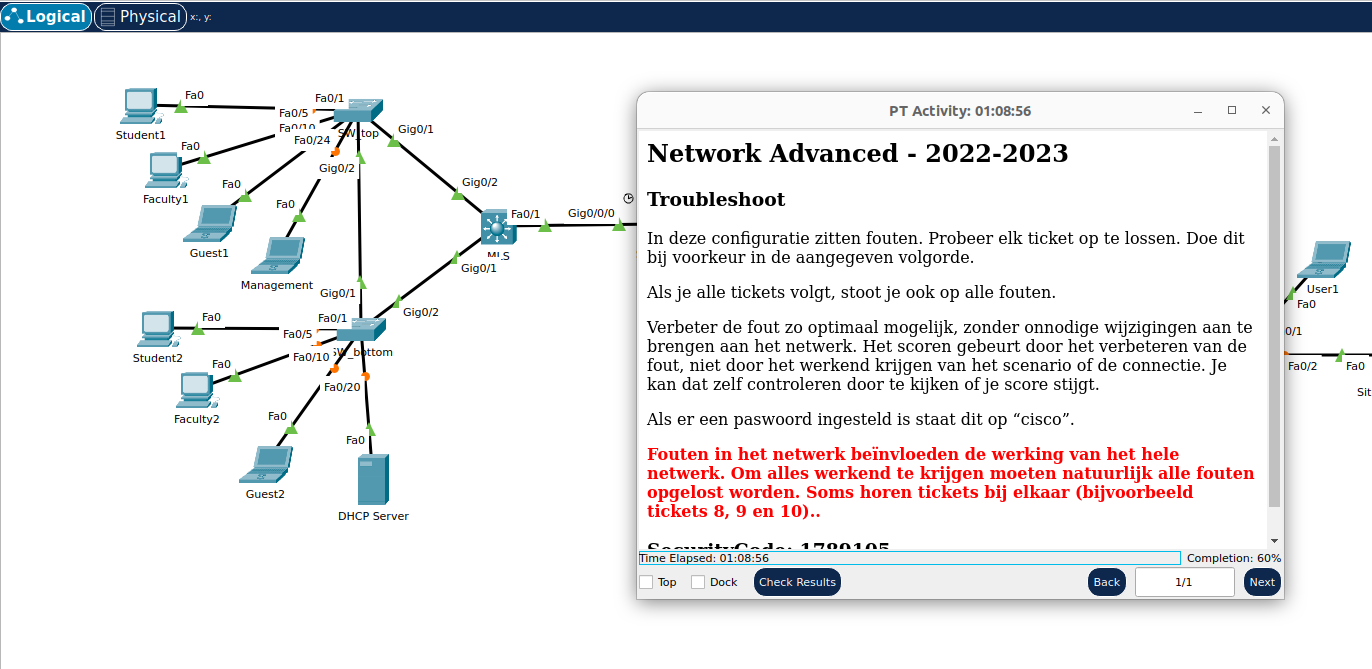 Logical
Physical
x:, y:
Fa0
Student1
Fa0/1
Fa0/5
Fa0/10
Fa0/24
SW_top
Gig0/1
Gig0/2
Fa0
Faculty1
Fa0
Guest1
Fa0
Management
Gig0/2
Fa0/1
Gig0/0/0
MLS
Gig0/1
Gig0/1
Gig0/2
Fa0
Student2
Fa0/1
Fa0/5
SW_bottom
Fa0/10
Fa0
Faculty2
Fa0/20
Fa0
Guest2
Fa0
DHCP Server
PT Activity: 01:08:56
Network Advanced - 2022-2023
Troubleshoot
In deze configuratie zitten fouten. Probeer elk ticket op te lossen. Doe dit
bij voorkeur in de aangegeven volgorde.
Als je alle tickets volgt, stoot je ook op alle fouten.
Verbeter de fout zo optimaal mogelijk, zonder onnodige wijzigingen aan te
brengen aan het netwerk. Het scoren gebeurt door het verbeteren van de
fout, niet door het werkend krijgen van het scenario of de connectie. Je
kan dat zelf controleren door te kijken of je score stijgt.
Als er een paswoord ingesteld is staat dit op “cisco”.
Fouten in het netwerk beïnvloeden de werking van het hele
netwerk. Om alles werkend te krijgen moeten natuurlijk alle fouten
opgelost worden. Soms horen tickets bij elkaar (bijvoorbeeld
tickets 8, 9 en 10)..
SecurityCode: 1789105
Time Elapsed: 01:08:56
Completion: 60%
Top
Dock
Check Results
Back
1/1
Next
User1
Fa0
0/1
Fa0/2
Fa0
Sit